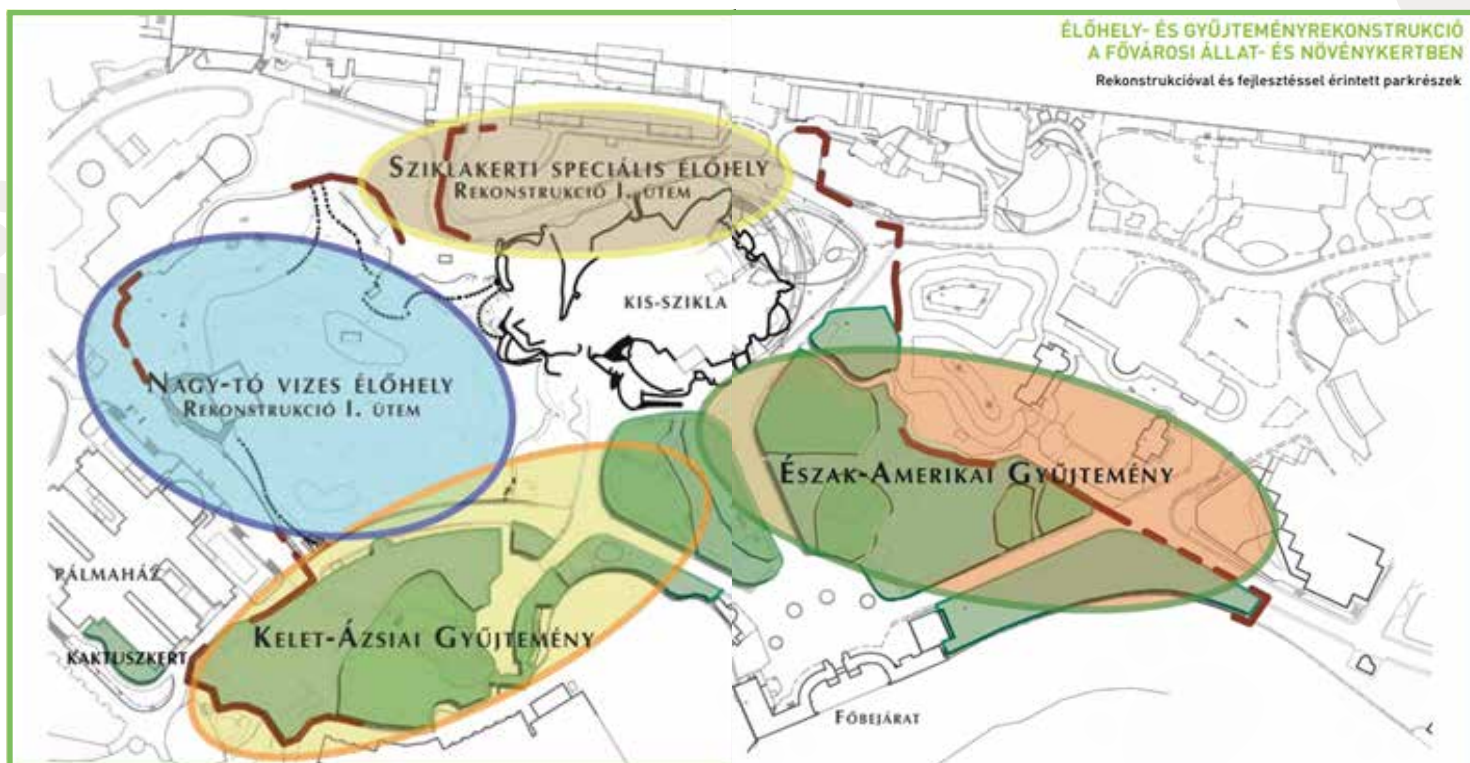 ÉLŐHELY- ÉS GYŰJTEMÉNYREKONSTRUKCIÓ
A FŐVÁROSI ÁLLAT- ÉS NÖVÉNYKERTBEN
Rekonstrukcióval és fejlesztéssel érintett parkrészek
SZIKLAKERTI SPECIÁLIS ÉLŐHELY
REKONSTRUKCIÓ I. ÜTEM
KIS-SZIKLA
NAGY-TÓ VIZES ÉLŐHELY
REKONSTRUKCIÓ I. ÜTEM
ÉSZAK-AMERIKAI GYŰJTEMÉNY
PÁLMAHÁZ
KELET-ÁZSIAI GYŰJTEMÉNY
KAKTUSZKERT
FŐBEJÁRAT